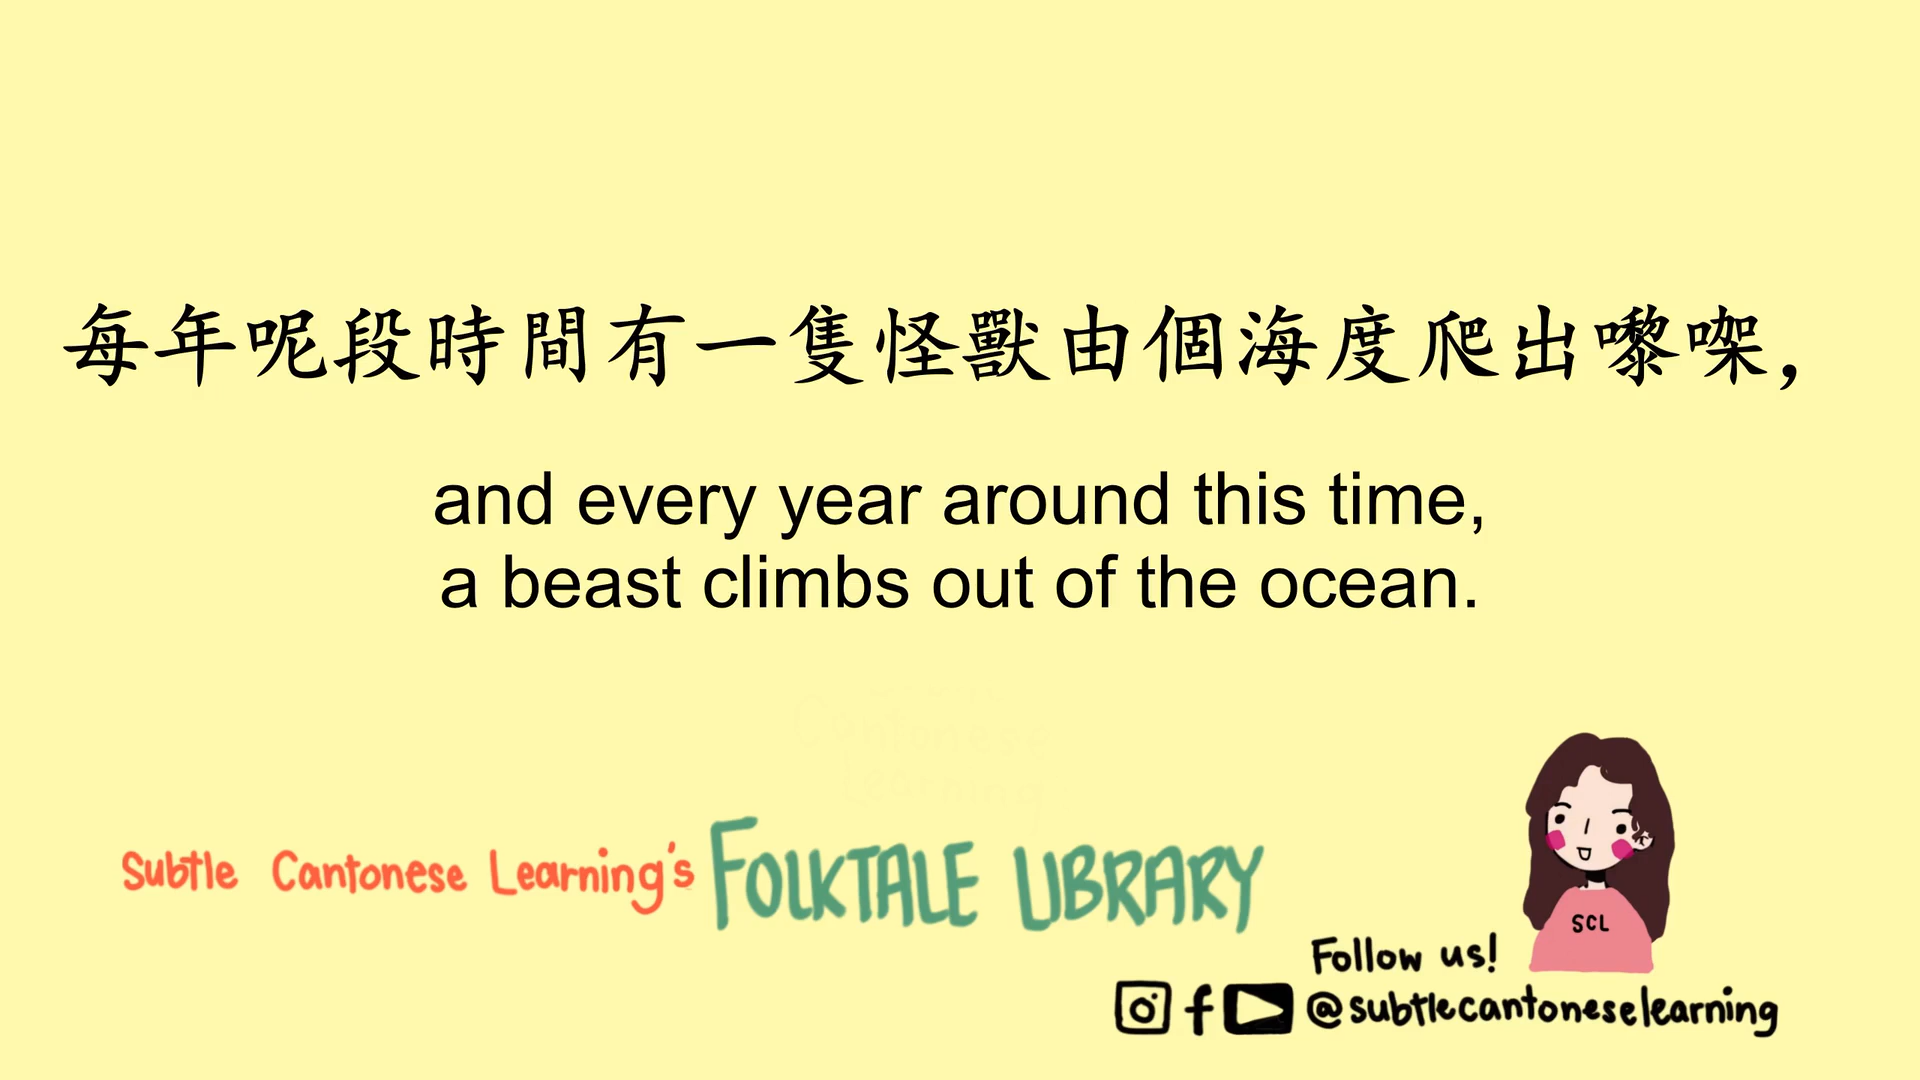 每年呢段時間有一隻怪獸由個海度爬出嚟㗎，
and every year around this time,
a beast climbs out of the ocean.
Subtle Cantonese Learning's FOLKTALE LIBRARY
SCL
Follow us!
@subtlecantoneselearning